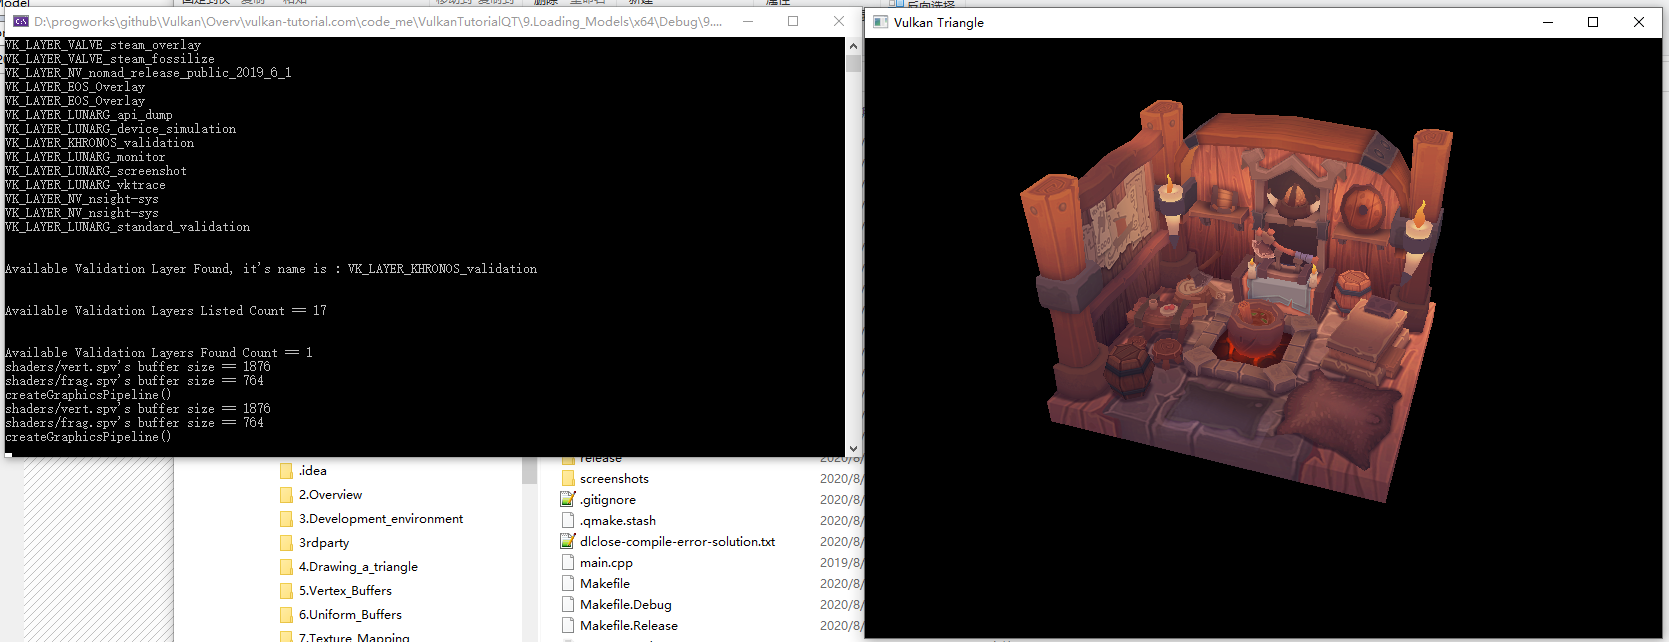 D:\progworks\github\Vulkan\Overv\vulkan-tutorial.com\code_me\VulkanTutorialQT\9.Loading_Models\x64\Debug\9....
VK_LAYER_VALVE_steam_overlay
VK_LAYER_VALVE_steam_fossilize
VK_LAYER_NV_nomad_release_public_2019_6_1
VK_LAYER_EOS_Overlay
VK_LAYER_EOS_Overlay
VK_LAYER_LUNARG_api_dump
VK_LAYER_LUNARG_device_simulation
VK_LAYER_KHRONOS_validation
VK_LAYER_LUNARG_monitor
VK_LAYER_LUNARG_screenshot
VK_LAYER_LUNARG_vktrace
VK_LAYER_NV_nsight-sys
VK_LAYER_NV_nsight-sys
VK_LAYER_LUNARG_standard_validation
Available Validation Layer Found, it's name is : VK_LAYER_KHRONOS_validation
Available Validation Layers Listed Count == 17
Available Validation Layers Found Count == 1
shaders/vert.spv's buffer size == 1876
shaders/frag.spv's buffer size == 764
createGraphicsPipeline()
shaders/vert.spv's buffer size == 1876
shaders/frag.spv's buffer size == 764
createGraphicsPipeline()
.idea
2.Overview
3.Development_environment
3rdparty
4.Drawing_a_triangle
5.Vertex_Buffers
6.Uniform_Buffers
7.Texture_Mapping
release 2020/8/
screenshots 2020/8/
.gitignore 2020/8/
.qmake.stash 2020/8/
dlclose-compile-error-solution.txt 2020/8/
main.cpp 2019/8/
Makefile 2020/8/
Makefile.Debug 2020/8/
Makefile.Release 2020/8/
Vulkan Triangle